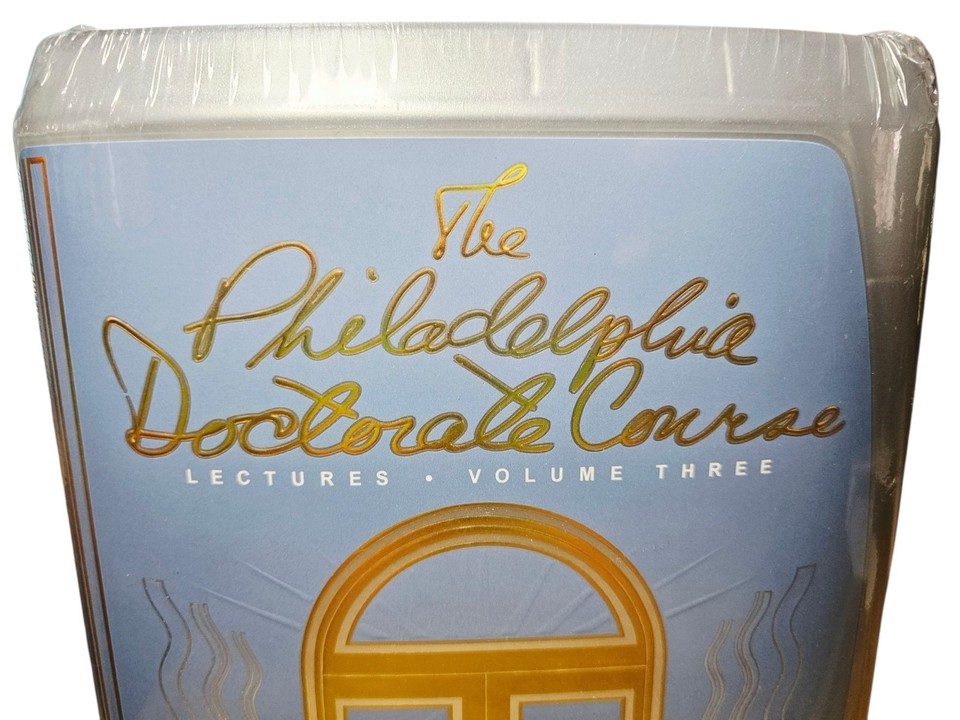 The
Philadelphia
Doctorate Course
LECTURES • VOLUME THREE